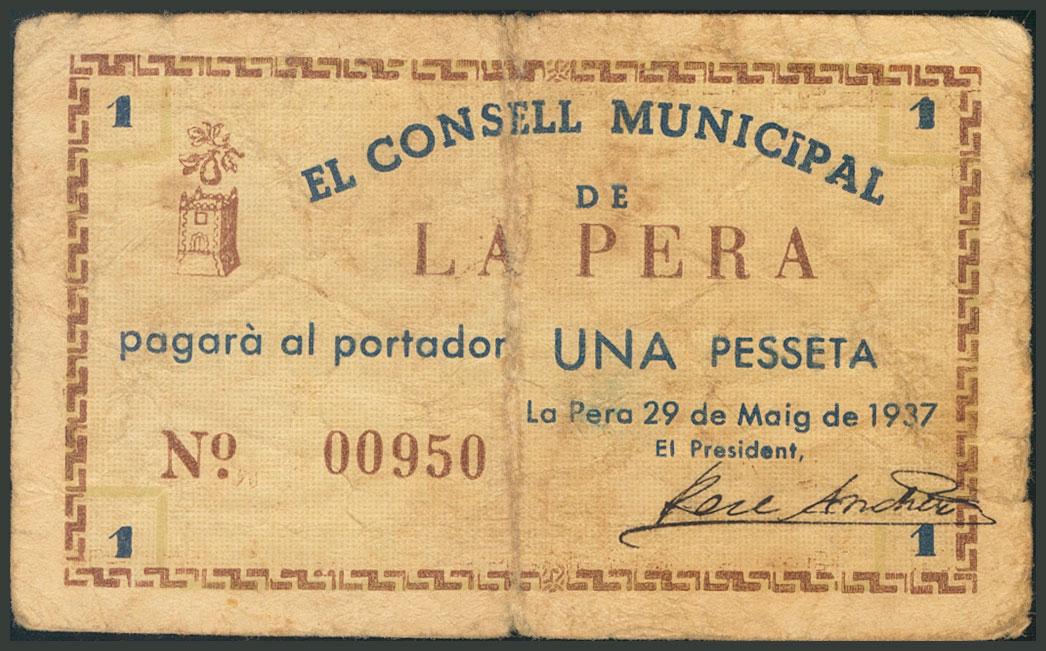 1 1
EL CONSELL MUNICIPAL
DE
LA PERA
pagarà al portador UNA PESSETA
La Pera 29 de Maig de 1937
El President,
Nº 00950
1 1